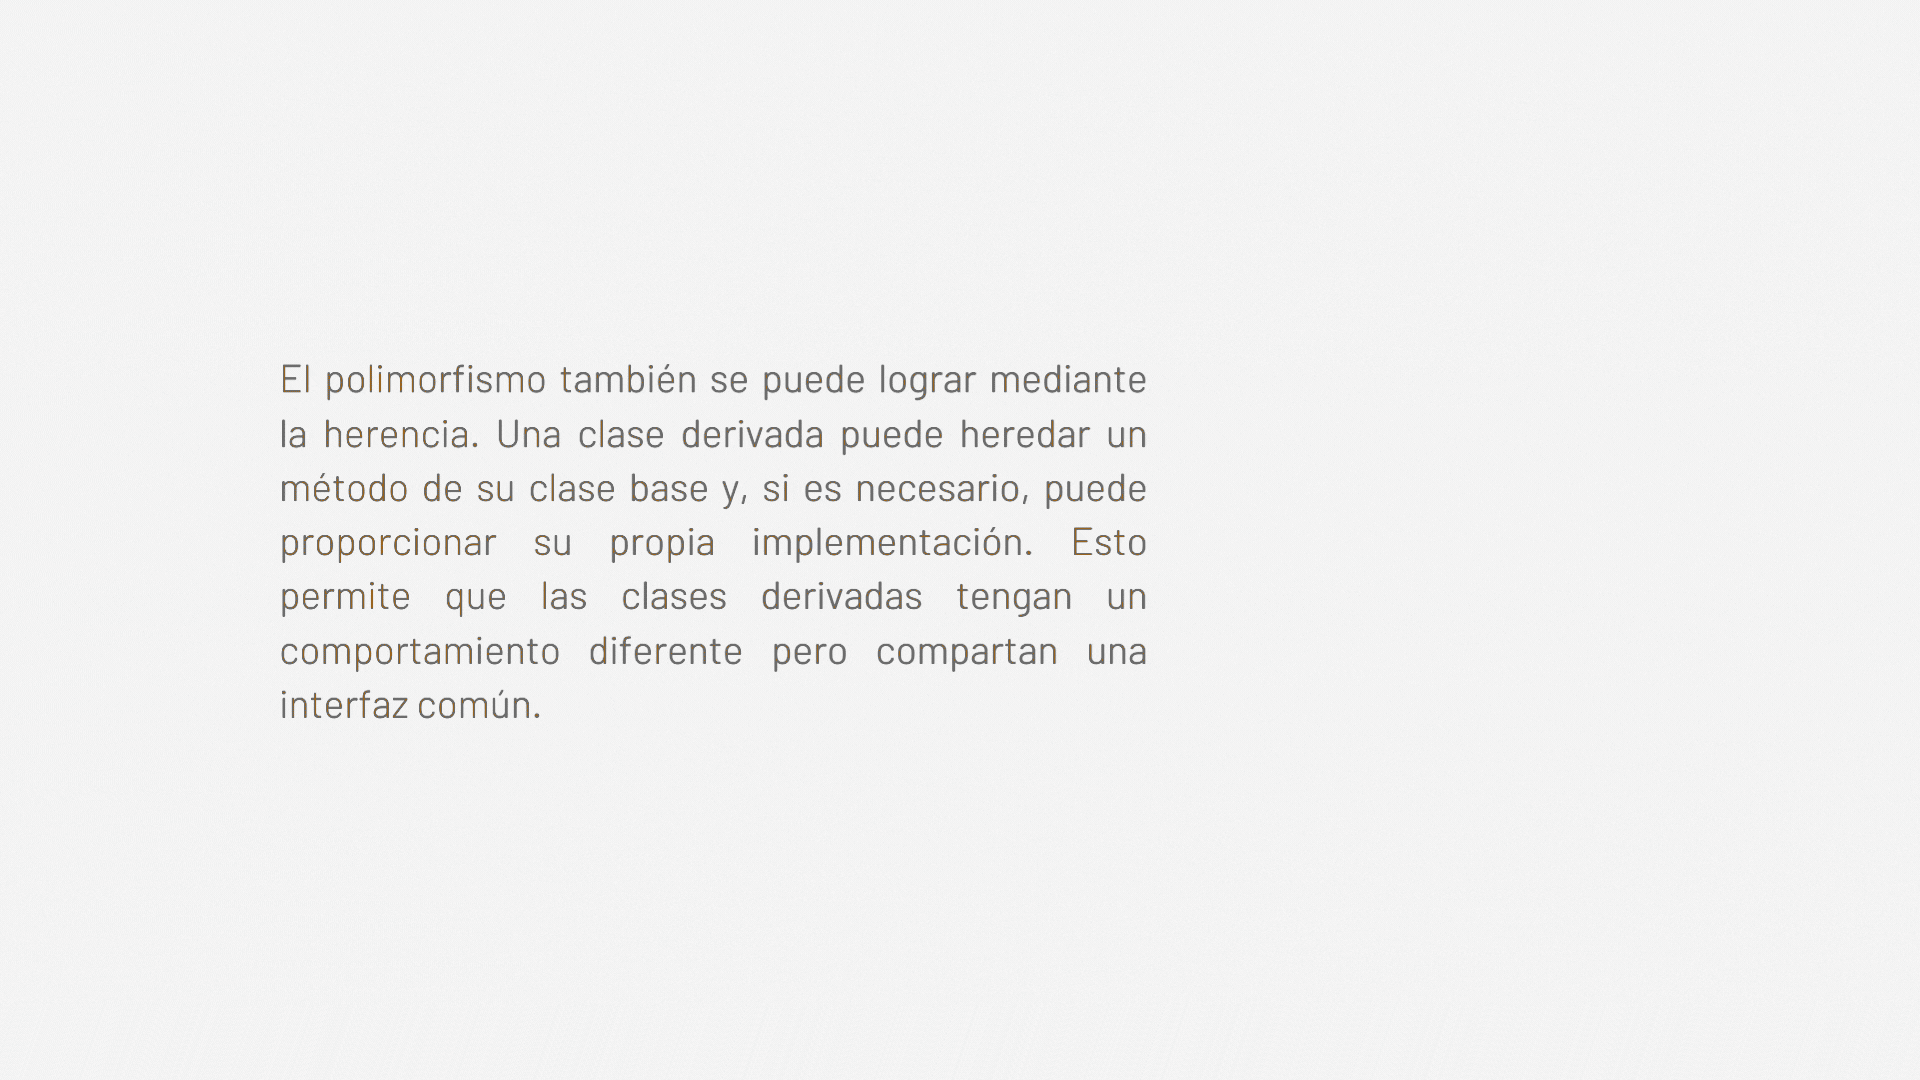 El polimorfismo también se puede lograr mediante
la herencia. Una clase derivada puede heredar un
método de su clase base y, si es necesario, puede
proporcionar su propia implementación. Esto
permite que las clases derivadas tengan un
comportamiento diferente pero compartan una
interfaz común.